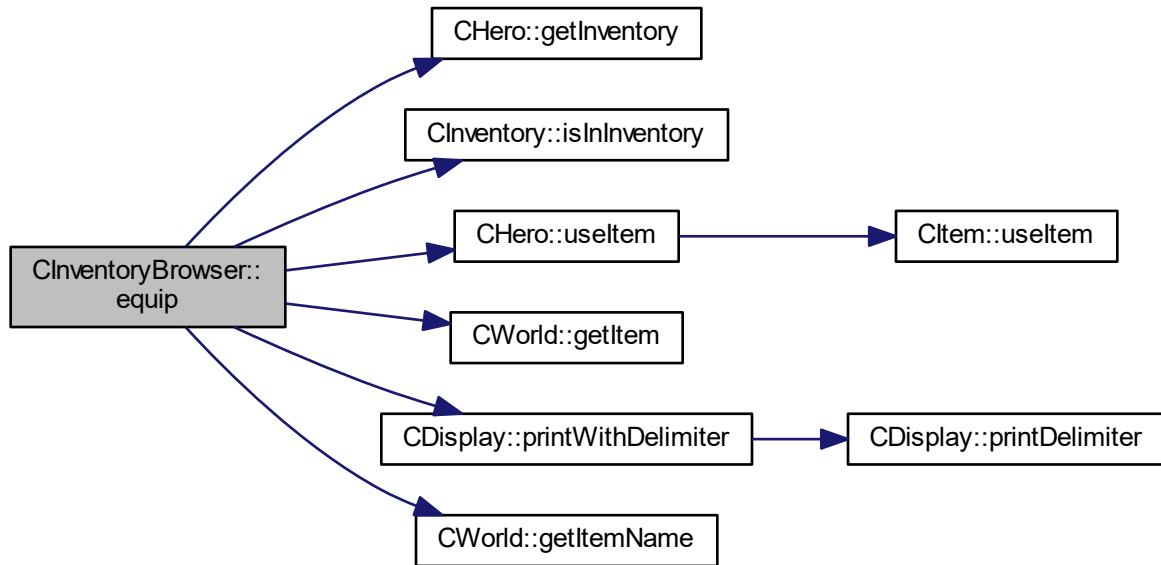 CHero::getInventory
CInventory::isInInventory
CInventoryBrowser::
equip
CHero::useItem
CItem::useItem
CWorld::getItem
CDisplay::printWithDelimiter
CDisplay::printDelimiter
CWorld::getItemName